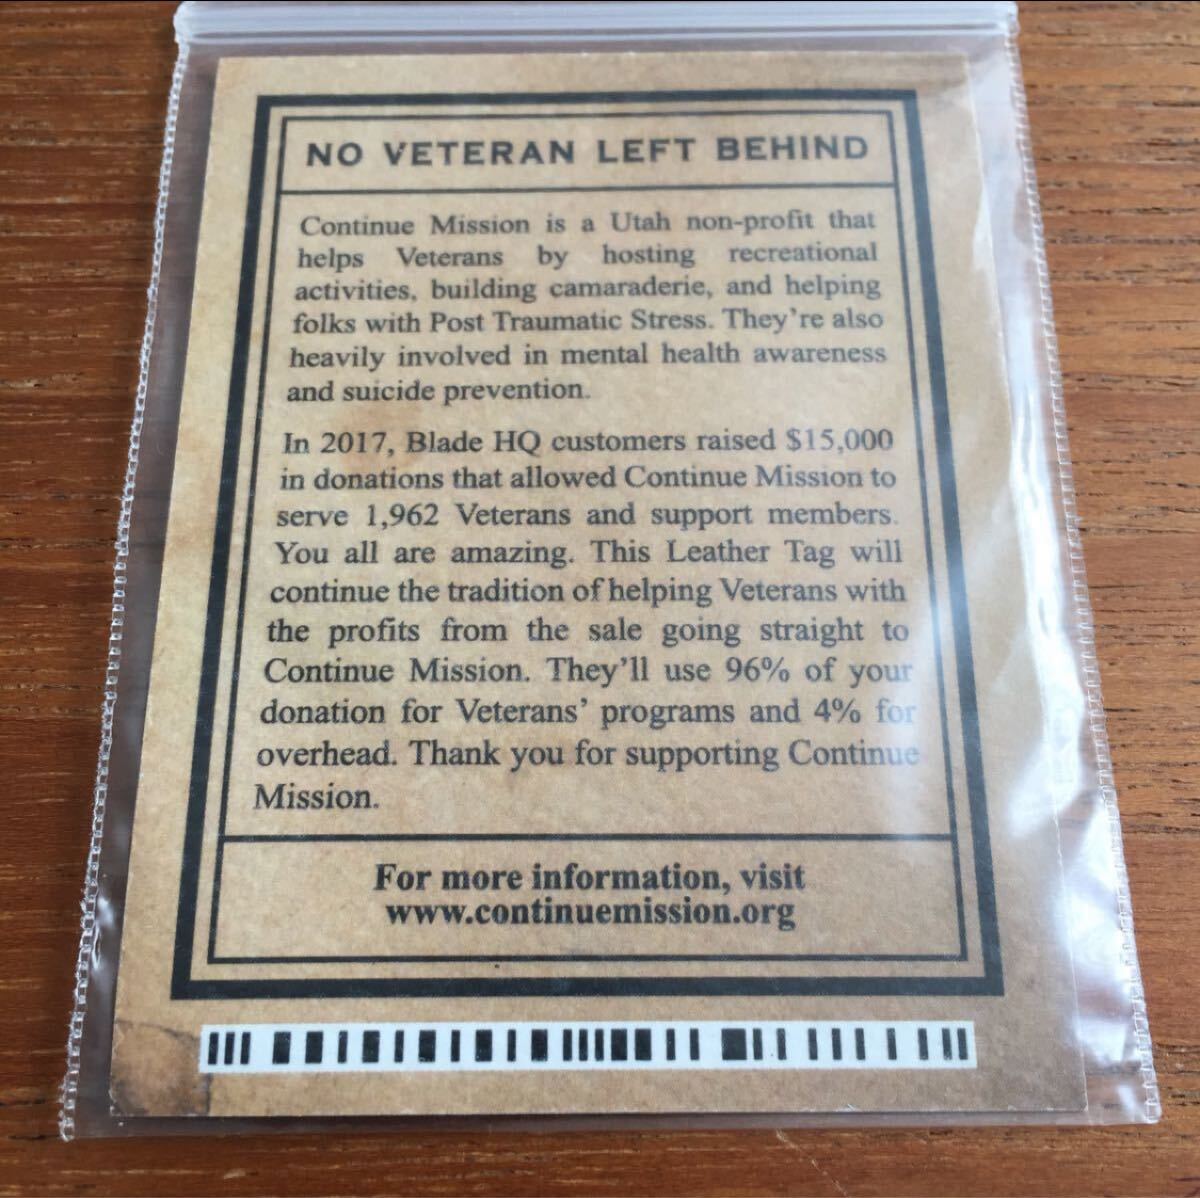 NO VETERAN LEFT BEHIND
Continue Mission is a Utah non-profit that
helps Veterans by hosting recreational
activities, building camaraderie, and helping
folks with Post Traumatic Stress. They're also
heavily involved in mental health awareness
and suicide prevention.
In 2017, Blade HQ customers raised $15,000
in donations that allowed Continue Mission to
serve 1,962 Veterans and support members.
You all are amazing. This Leather Tag will
continue the tradition of helping Veterans with
the profits from the sale going straight to
Continue Mission. They'll use 96% of your
donation for Veterans' programs and 4% for
overhead. Thank you for supporting Continue
Mission.
For more information, visit
www.continuemission.org